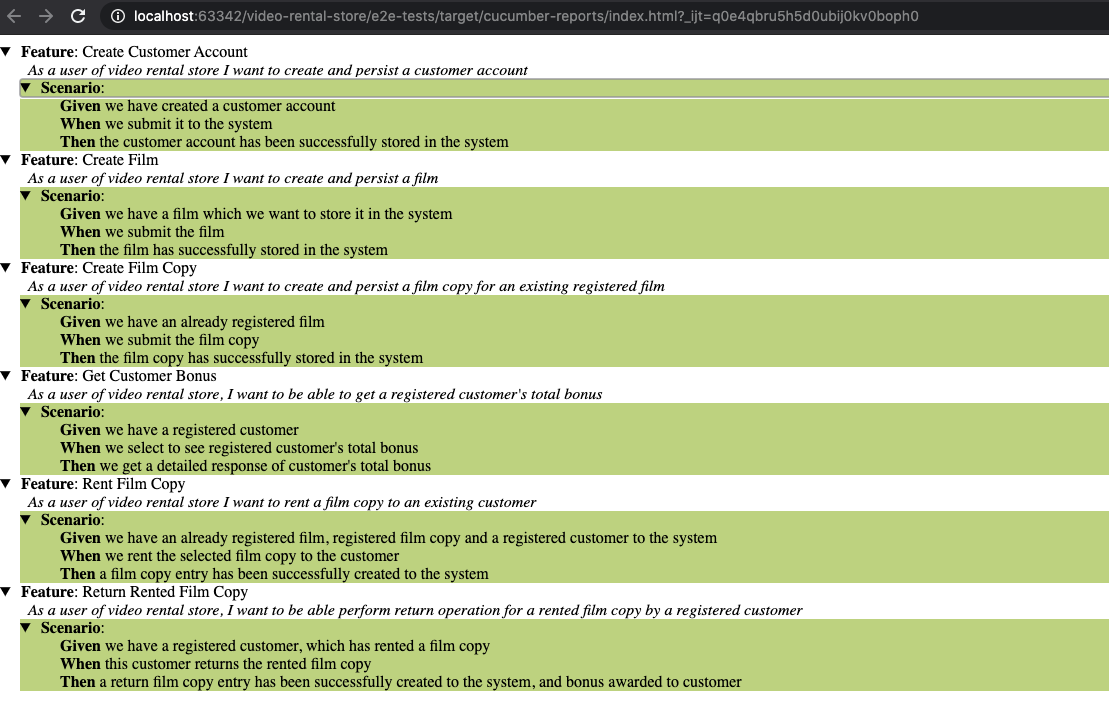 localhost:63342/video-rental-store/e2e-tests/target/cucumber-reports/index.html?_ijt=q0e4qbru5h5d0ubij0kv0boph0
Feature: Create Customer Account
As a user of video rental store I want to create and persist a customer account
Scenario:
Given we have created a customer account
When we submit it to the system
Then the customer account has been successfully stored in the system
Feature: Create Film
As a user of video rental store I want to create and persist a film
Scenario:
Given we have a film which we want to store it in the system
When we submit the film
Then the film has successfully stored in the system
Feature: Create Film Copy
As a user of video rental store I want to create and persist a film copy for an existing registered film
Scenario:
Given we have an already registered film
When we submit the film copy
Then the film copy has successfully stored in the system
Feature: Get Customer Bonus
As a user of video rental store, I want to be able to get a registered customer's total bonus
Scenario:
Given we have a registered customer
When we select to see registered customer's total bonus
Then we get a detailed response of customer's total bonus
Feature: Rent Film Copy
As a user of video rental store I want to rent a film copy to an existing customer
Scenario:
Given we have an already registered film, registered film copy and a registered customer to the system
When we rent the selected film copy to the customer
Then a film copy entry has been successfully created to the system
Feature: Return Rented Film Copy
As a user of video rental store, I want to be able perform return operation for a rented film copy by a registered customer
Scenario:
Given we have a registered customer, which has rented a film copy
When this customer returns the rented film copy
Then a return film copy entry has been successfully created to the system, and bonus awarded to customer